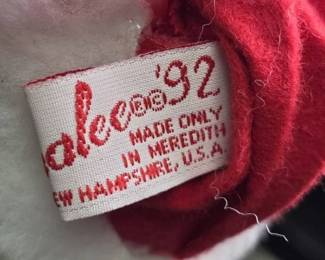 alee ®© '92
MADE ONLY
IN MEREDITH
EW HAMPSHIRE, U.S.A.